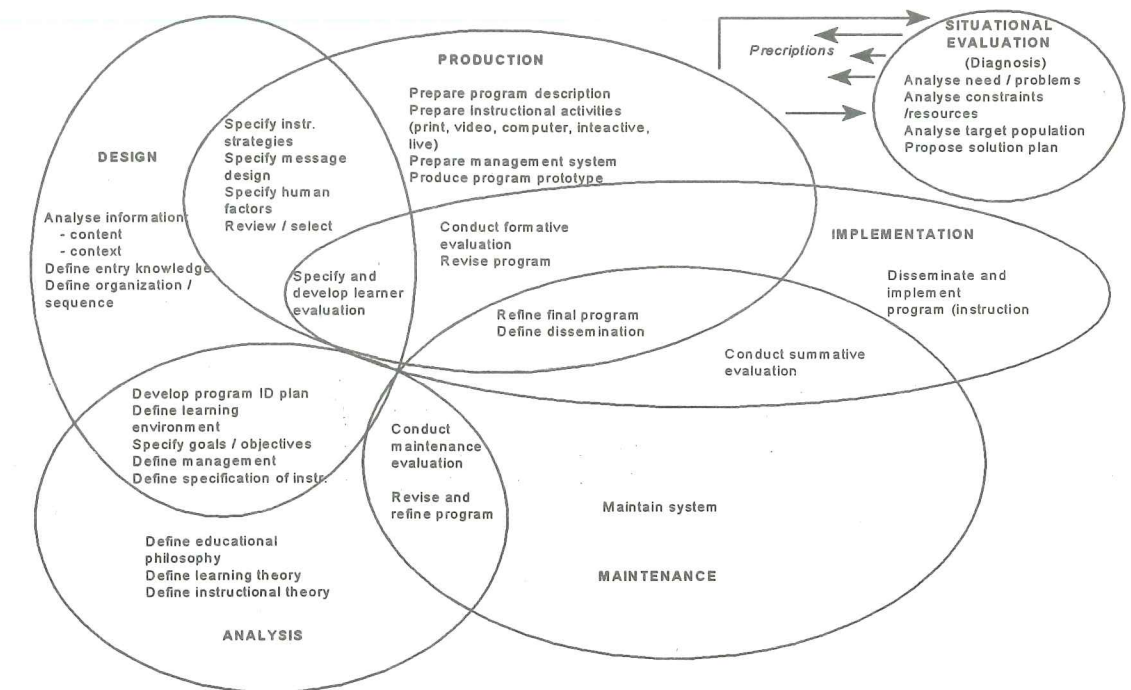 SITUATIONAL
EVALUATION
(Diagnosis)
Analyse need / problems
Analyse constraints
/resources
Analyse target population
Propose solution plan
Precriptions
PRODUCTION
Prepare program description
Prepare instructional activities
(print, video, computer, inteactive,
live)
Prepare management system
Produce program prototype
Specify instr.
strategies
Specify message
design
Specify human
factors
Review / select
DESIGN
Analyse information
- content
- context
Define entry knowledge
Define organization /
sequence
Specify and
develop learner
evaluation
Conduct formative
evaluation
Revise program
IMPLEMENTATION
Disseminate and
implement
program (instruction
Refine final program
Define dissemination
Conduct summative
evaluation
Develop program ID plan
Define learning
environment
Specify goals / objectives
Define management
Define specification of instr.
Conduct
maintenance
evaluation
Revise and
refine program
Maintain system
MAINTENANCE
Define educational
philosophy
Define learning theory
Define instructional theory
ANALYSIS